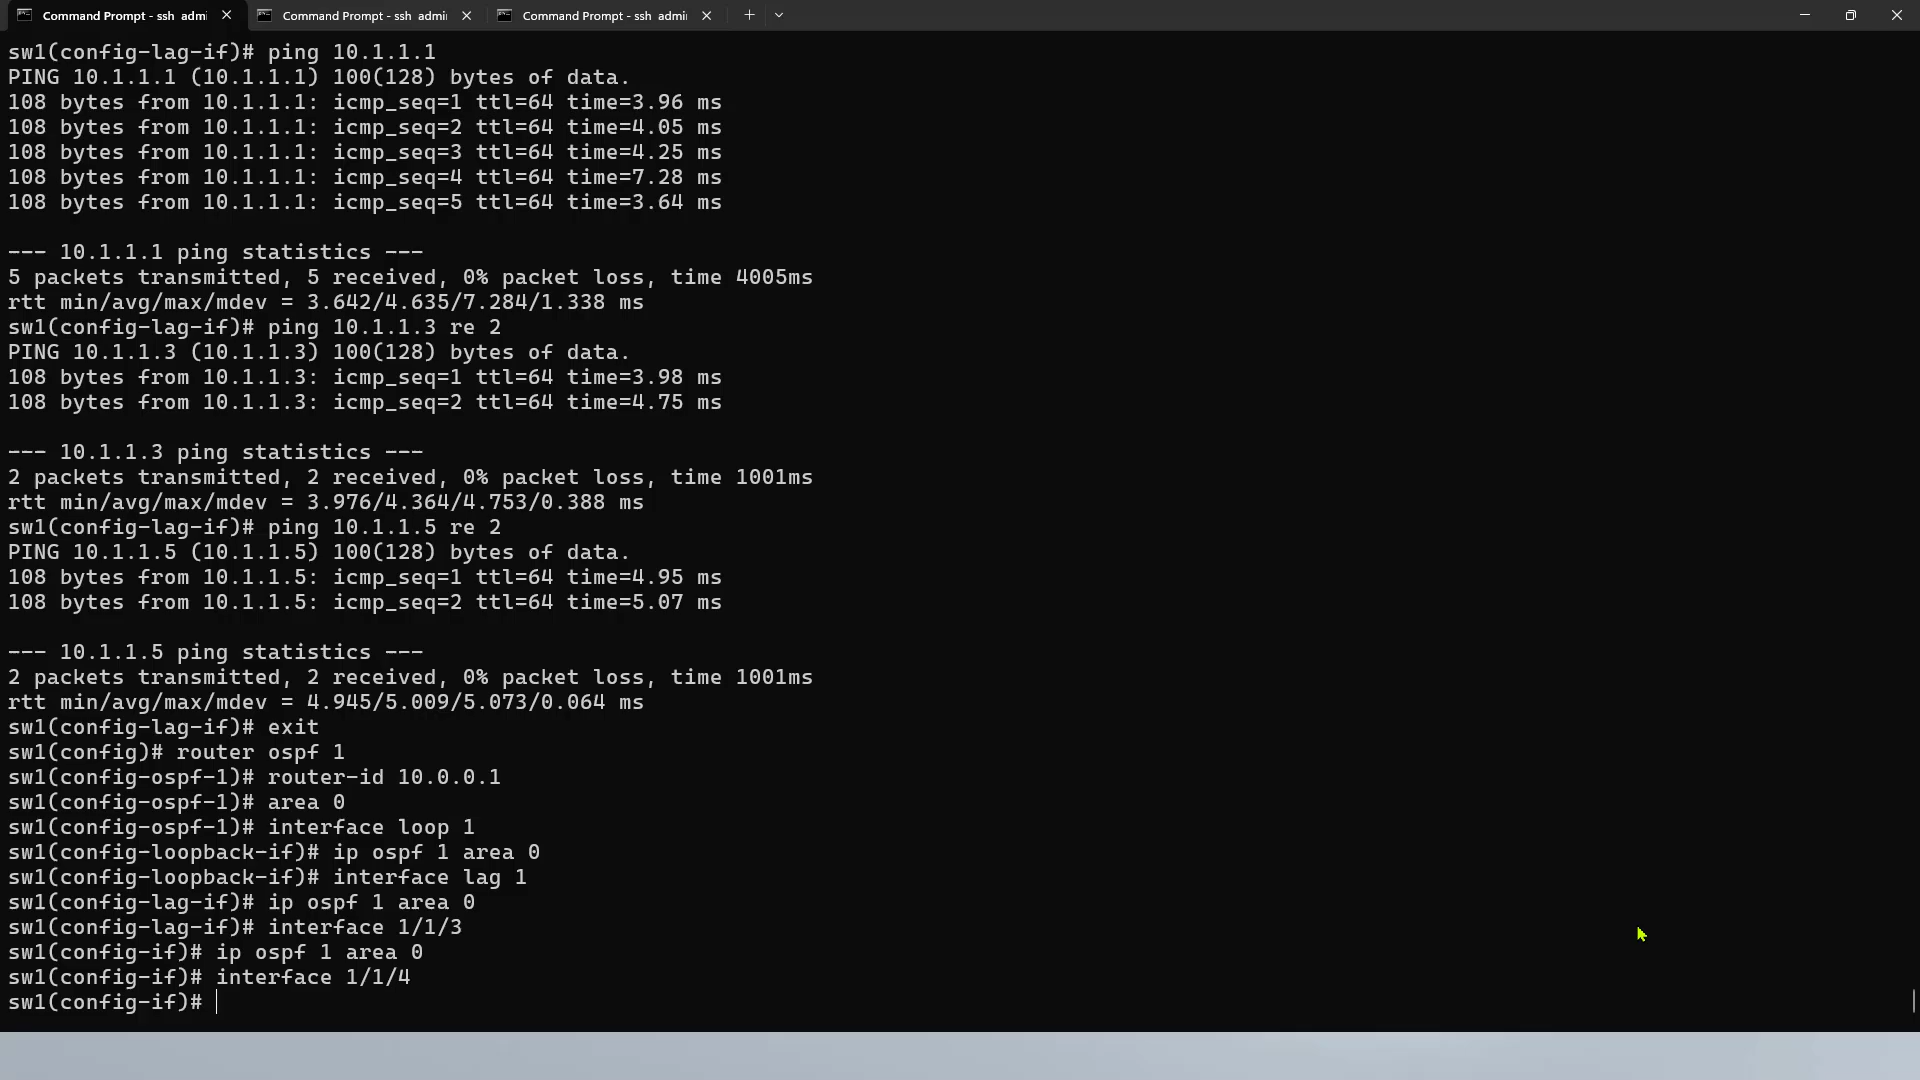 Command Prompt - ssh admi
Command Prompt - ssh admin
Command Prompt - ssh admin
sw1(config-lag-if)# ping 10.1.1.1
PING 10.1.1.1 (10.1.1.1) 100(128) bytes of data.
108 bytes from 10.1.1.1: icmp_seq=1 ttl=64 time=3.96 ms
108 bytes from 10.1.1.1: icmp_seq=2 ttl=64 time=4.05 ms
108 bytes from 10.1.1.1: icmp_seq=3 ttl=64 time=4.25 ms
108 bytes from 10.1.1.1: icmp_seq=4 ttl=64 time=7.28 ms
108 bytes from 10.1.1.1: icmp_seq=5 ttl=64 time=3.64 ms
--- 10.1.1.1 ping statistics ---
5 packets transmitted, 5 received, 0% packet loss, time 4005ms
rtt min/avg/max/mdev = 3.642/4.635/7.284/1.338 ms
sw1(config-lag-if)# ping 10.1.1.3 re 2
PING 10.1.1.3 (10.1.1.3) 100(128) bytes of data.
108 bytes from 10.1.1.3: icmp_seq=1 ttl=64 time=3.98 ms
108 bytes from 10.1.1.3: icmp_seq=2 ttl=64 time=4.75 ms
--- 10.1.1.3 ping statistics ---
2 packets transmitted, 2 received, 0% packet loss, time 1001ms
rtt min/avg/max/mdev = 3.976/4.364/4.753/0.388 ms
sw1(config-lag-if)# ping 10.1.1.5 re 2
PING 10.1.1.5 (10.1.1.5) 100(128) bytes of data.
108 bytes from 10.1.1.5: icmp_seq=1 ttl=64 time=4.95 ms
108 bytes from 10.1.1.5: icmp_seq=2 ttl=64 time=5.07 ms
--- 10.1.1.5 ping statistics ---
2 packets transmitted, 2 received, 0% packet loss, time 1001ms
rtt min/avg/max/mdev = 4.945/5.009/5.073/0.064 ms
sw1(config-lag-if)# exit
sw1(config)# router ospf 1
sw1(config-ospf-1)# router-id 10.0.0.1
sw1(config-ospf-1)# area 0
sw1(config-ospf-1)# interface loop 1
sw1(config-loopback-if)# ip ospf 1 area 0
sw1(config-loopback-if)# interface lag 1
sw1(config-lag-if)# ip ospf 1 area 0
sw1(config-lag-if)# interface 1/1/3
sw1(config-if)# ip ospf 1 area 0
sw1(config-if)# interface 1/1/4
sw1(config-if)#